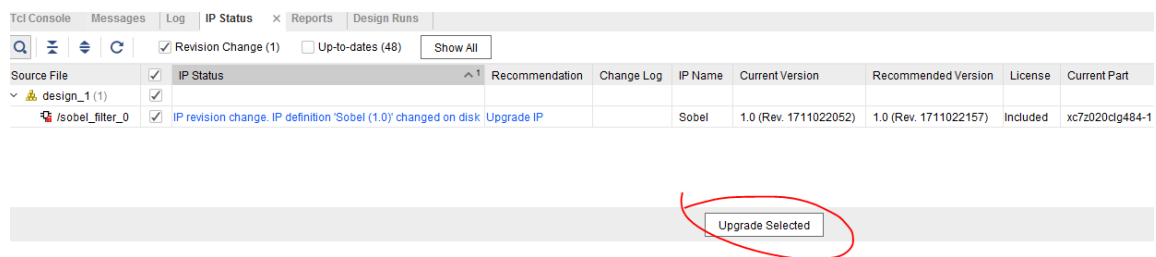 Tcl Console Messages Log IP Status × Reports Design Runs
Revision Change (1) Up-to-dates (48) Show All
Source File IP Status 1 Recommendation Change Log IP Name Current Version Recommended Version License Current Part
design_1 (1)
/sobel_filter_0 IP revision change. IP definition 'Sobel (1.0)' changed on disk Upgrade IP Sobel 1.0 (Rev. 1711022052) 1.0 (Rev. 1711022157) Included xc7z020clg484-1
Upgrade Selected